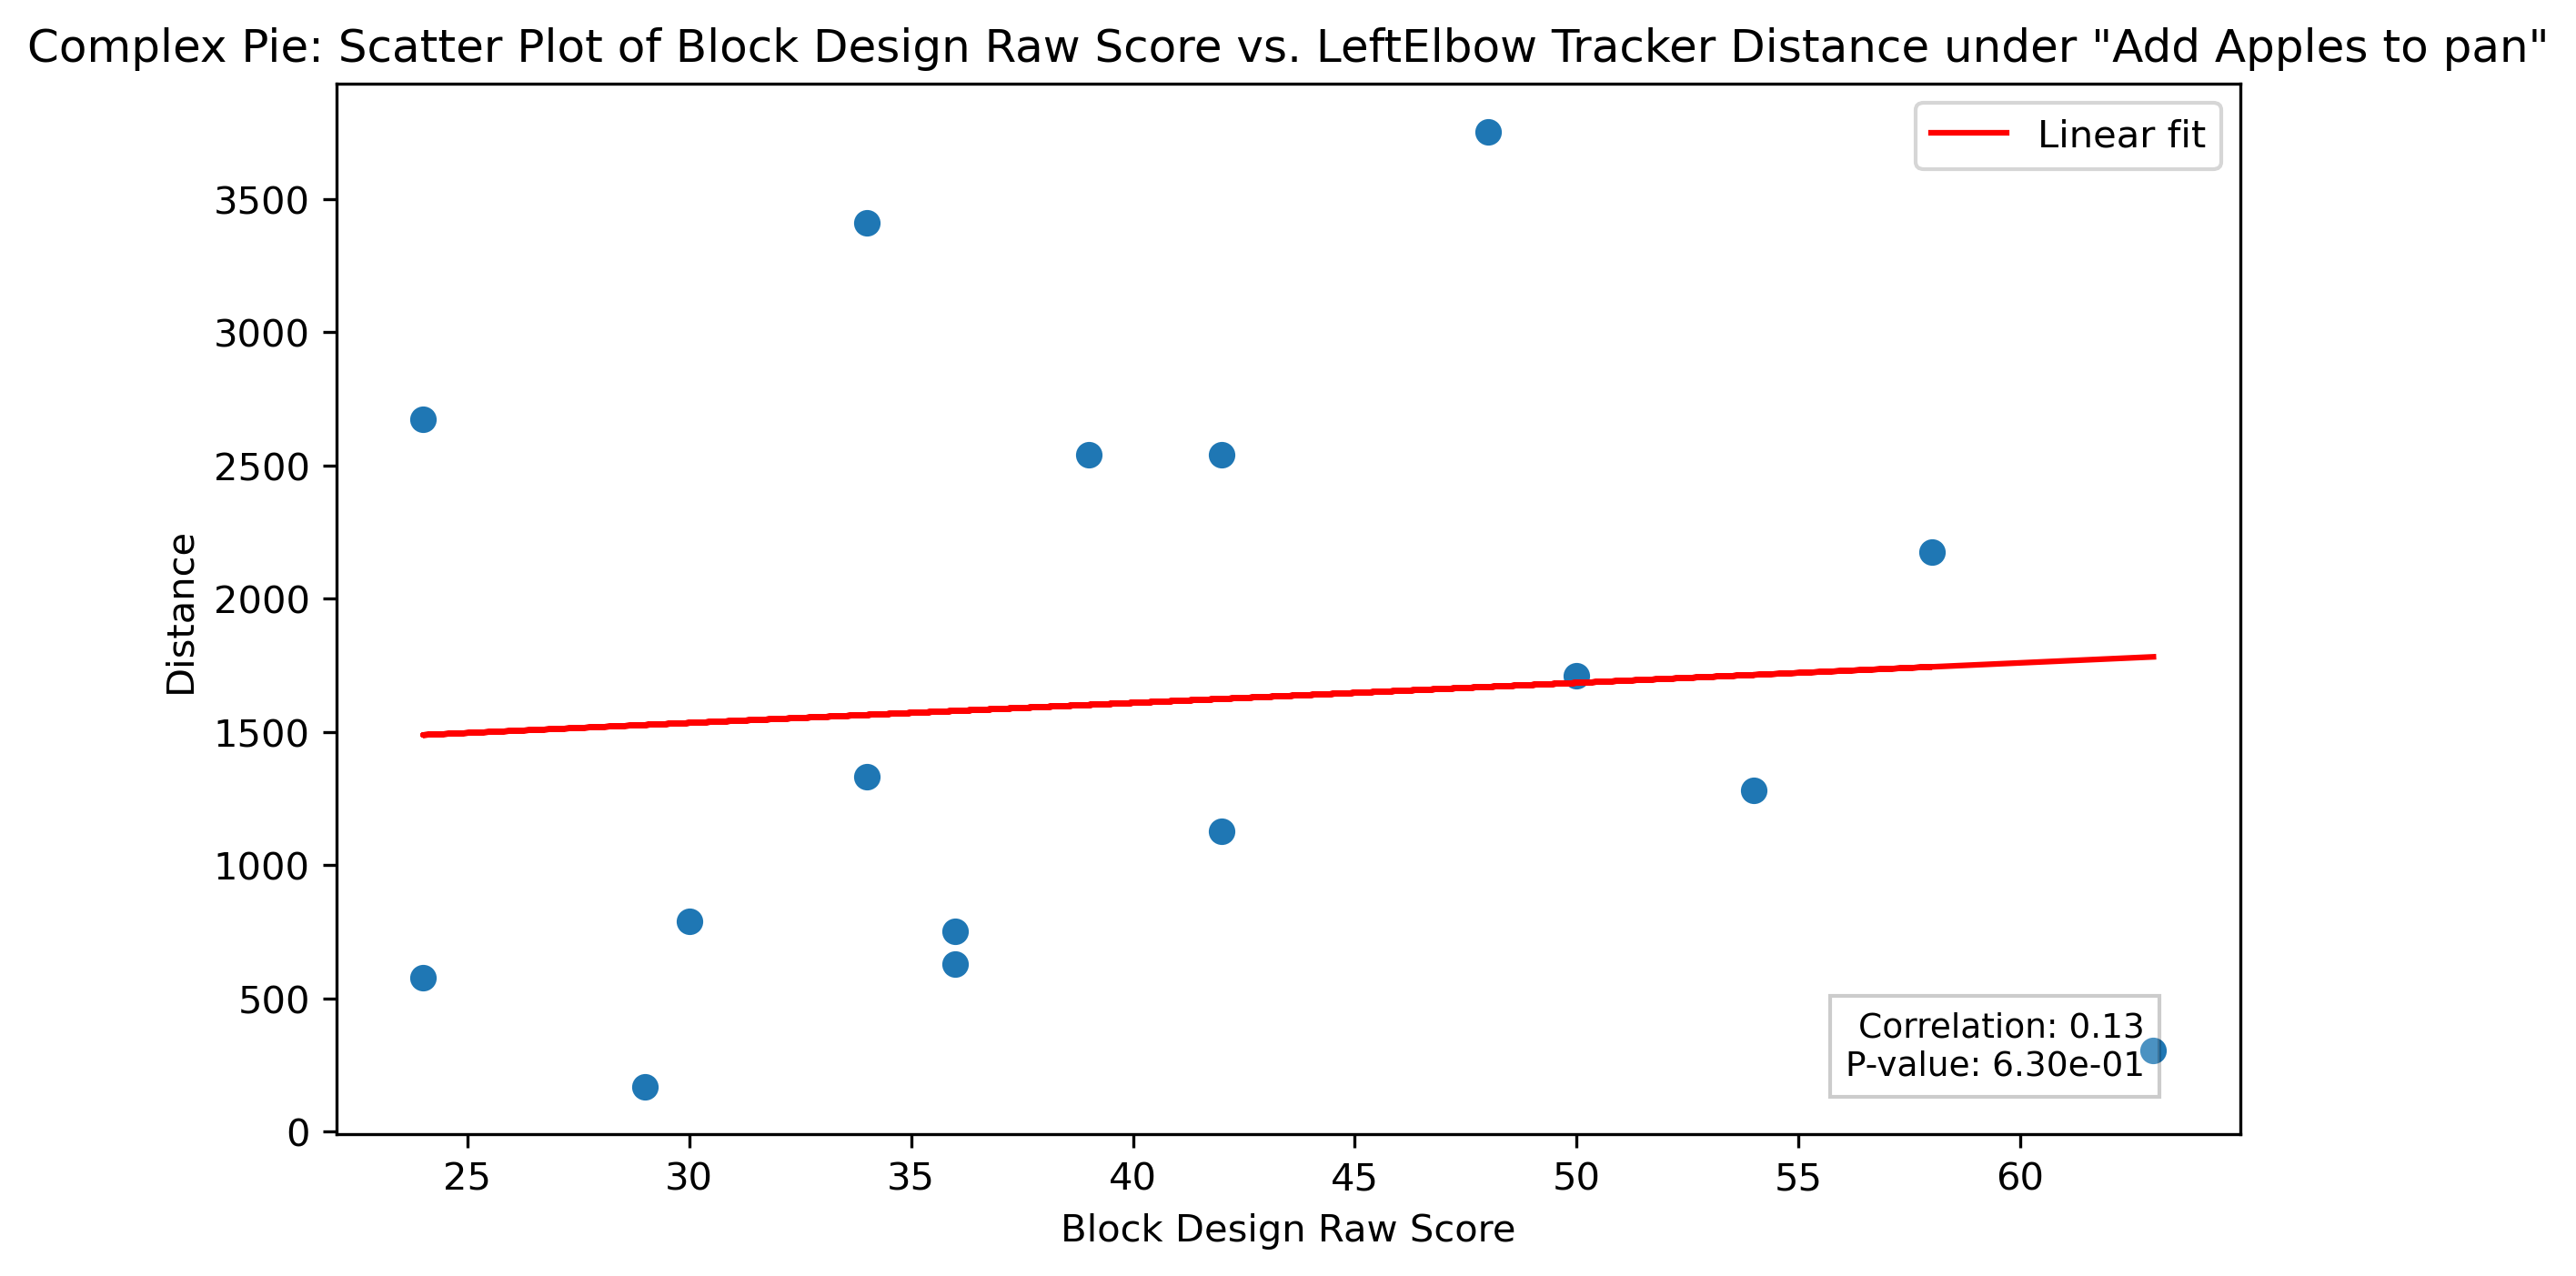 Complex Pie: Scatter Plot of Block Design Raw Score vs. LeftElbow Tracker Distance under "Add Apples to pan"
Linear fit
3500
3000
2500
2000
1500
1000
500
0
Distance
Correlation: 0.13
P-value: 6.30e-01
25 30 35 40 45 50 55 60
Block Design Raw Score